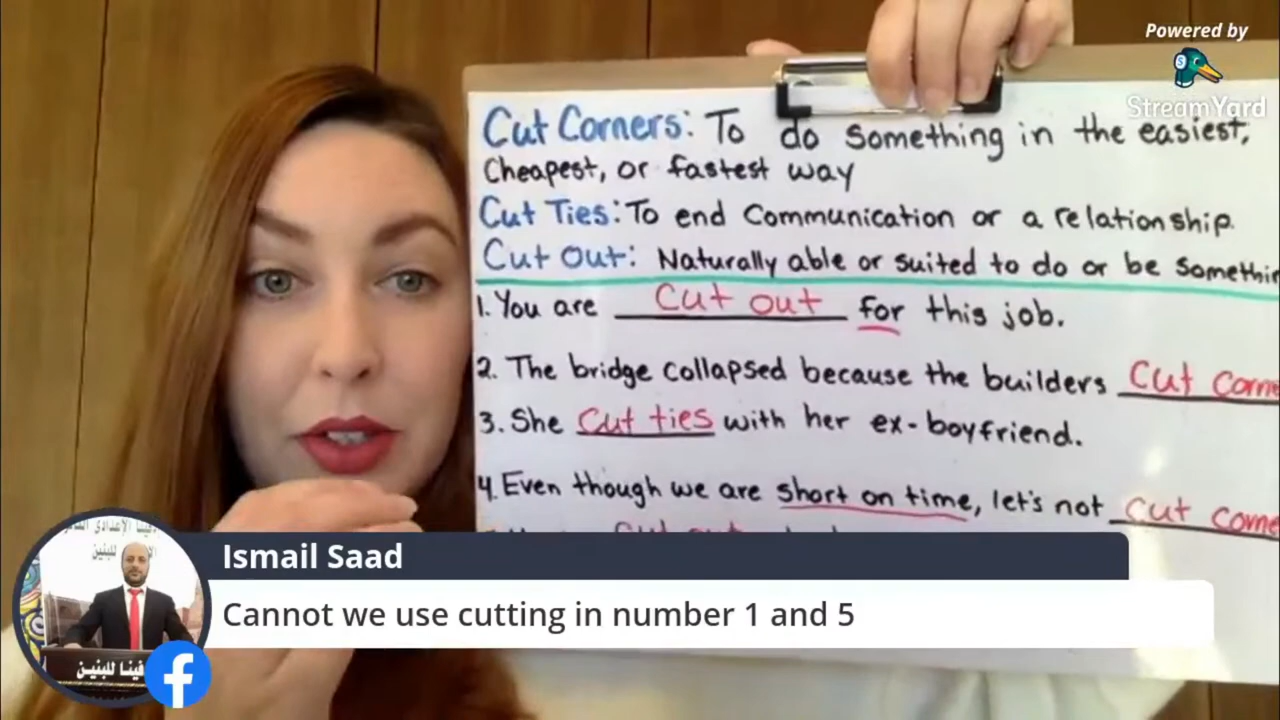 Powered by
StreamYard
Cut Corners: To do something in the easiest,
Cheapest, or fastest way
Cut Ties: To end Communication or a relationship.
Cut Out: Naturally able or suited to do or be
1. You are cut out for this job.
2. The bridge collapsed because the builders cut
3. She cut ties with her ex-boyfriend.
4. Even though we are short on time, let's not cut
Ismail Saad
Cannot we use cutting in number 1 and 5
للبنين